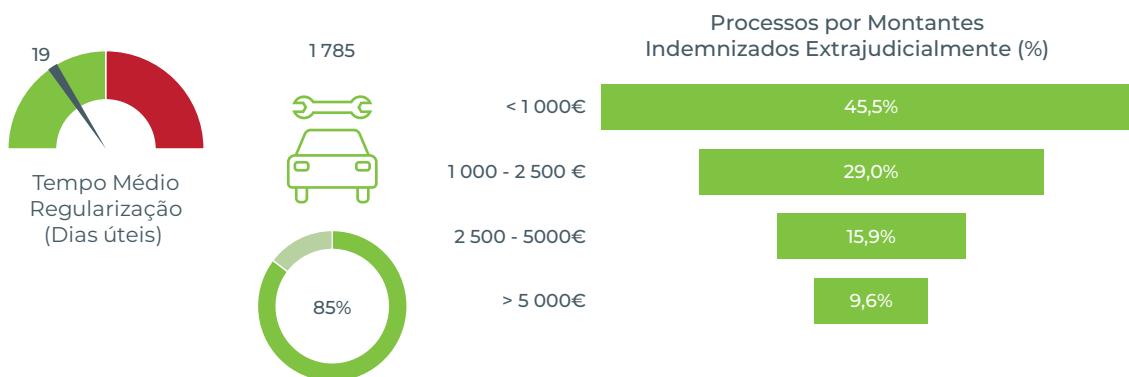 19
Tempo Médio
Regularização
(Dias úteis)
1 785
85%
Processos por Montantes
Indemnizados Extrajudicialmente (%)
< 1 000€
45,5%
1 000 - 2 500 €
29,0%
2 500 - 5000€
15,9%
> 5 000€
9,6%